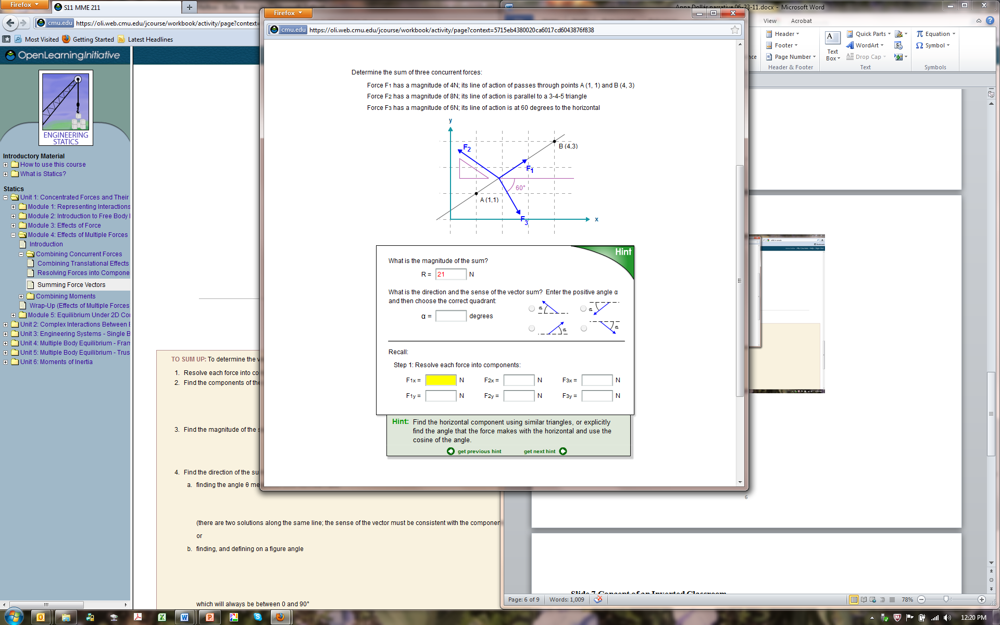 Firefox
S11 MME 211
cmu.edu https://oli.web.cmu.edu/jcourse/workbook/activity/page?context=
Most Visited Getting Started Latest Headlines
OpenLearningInitiative
ENGINEERING
STATICS
Introductory Material
How to use this course
What is Statics?
Statics
Unit 1: Concentrated Forces and Their
Module 1: Representing Interactions
Module 2: Introduction to Free Body
Module 3: Effects of Force
Module 4: Effects of Multiple Forces
Introduction
Combining Concurrent Forces
Combining Translational Effects
Resolving Forces into Compone
Summing Force Vectors
Combining Moments
Wrap-Up (Effects of Multiple Forces
Module 5: Equilibrium Under 2D Co
Unit 2: Complex Interactions Between
Unit 3: Engineering Systems - Single B
Unit 4: Multiple Body Equilibrium - Fram
Unit 5: Multiple Body Equilibrium - Trus
Unit 6: Moments of Inertia
TO SUM UP: To determine the v
1. Resolve each force into co
2. Find the components of the
3. Find the magnitude of the s
4. Find the direction of the su
a. finding the angle θ me
(there are two solutions along the same line; the sense of the vector must be consistent with the componen
or
b. finding, and defining on a figure angle
which will always be between 0 and 90°
Firefox
cmu.edu https://oli.web.cmu.edu/jcourse/workbook/activity/page?context=5715eb4380020ca6017cd6043876f838
Determine the sum of three concurrent forces:
Force F1 has a magnitude of 4N; its line of action of passes through points A (1, 1) and B (4, 3)
Force F2 has a magnitude of 8N; its line of action is parallel to a 3-4-5 triangle
Force F3 has a magnitude of 6N; its line of action is at 60 degrees to the horizontal
y
F2
B (4,3)
F1
60°
A (1,1)
F3
x
Hint
What is the magnitude of the sum?
R = 21 N
What is the direction and the sense of the vector sum? Enter the positive angle α
and then choose the correct quadrant:
α = degrees
α α
α α
Recall:
Step 1: Resolve each force into components:
F1x = N F2x = N F3x = N
F1y = N F2y = N F3y = N
Hint: Find the horizontal component using similar triangles, or explicitly
find the angle that the force makes with the horizontal and use the
cosine of the angle.
get previous hint get next hint
Anna Dollár narrative 06-23-11.docx - Microsoft Word
View Acrobat
Header Quick Parts Equation
Footer WordArt Symbol
nce Page Number Text Box Drop Cap
Header & Footer Text Symbols
6
Slide 7 Concept of an Inverted Classroom
Page: 6 of 9 Words: 1,009 78%
12:20 PM